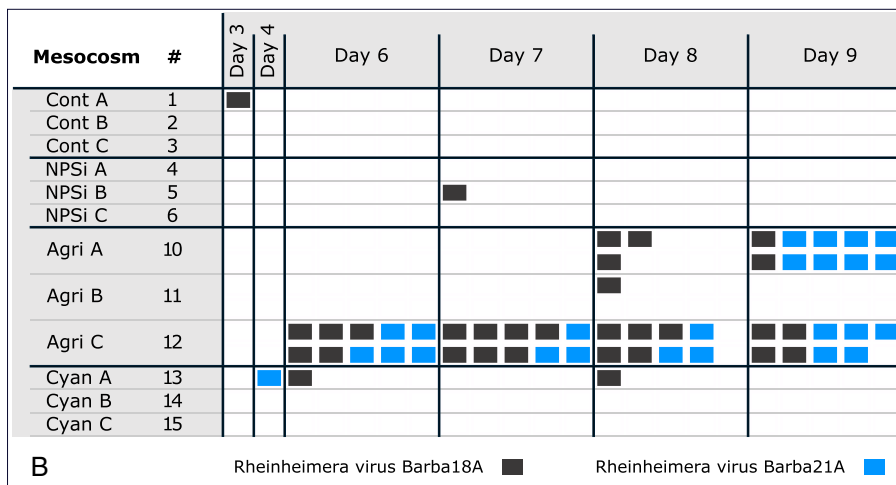 Mesocosm # Day 3 Day 4 Day 6 Day 7 Day 8 Day 9
Cont A 1
Cont B 2
Cont C 3
NPSi A 4
NPSi B 5
NPSi C 6
Agri A 10
Agri B 11
Agri C 12
Cyan A 13
Cyan B 14
Cyan C 15
B Rheinheimera virus Barba18A Rheinheimera virus Barba21A